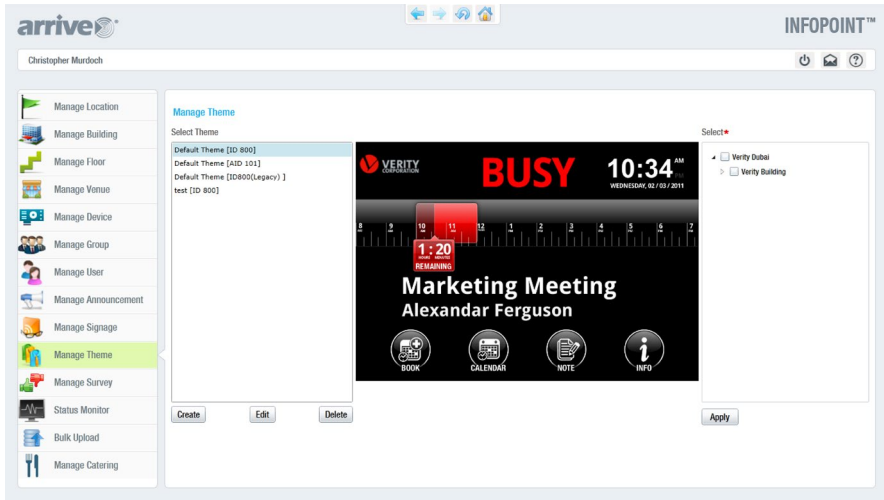 arrive
INFOPOINT™
Christopher Murdoch
Manage Location
Manage Building
Manage Floor
Manage Venue
Manage Device
Manage Group
Manage User
Manage Announcement
Manage Signage
Manage Theme
Manage Survey
Status Monitor
Bulk Upload
Manage Catering
Manage Theme
Select Theme
Default Theme [ID 800]
Default Theme [AID 101]
Default Theme [ID800(Legacy) ]
test [ID 800]
Create Edit Delete
VERITY
CORPORATION
BUSY
10:34 AM
WEDNESDAY, 02 / 03 / 2011
8 9 10 11 12 1 2 3 4 5 6 7
1:20
HOURS MINUTES
REMAINING
Marketing Meeting
Alexandar Ferguson
BOOK CALENDAR NOTE INFO
Select*
Verity Dubai
Verity Building
Apply